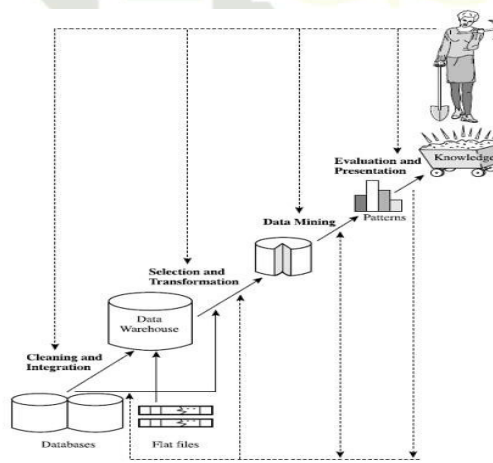 Knowledge
Evaluation and
Presentation
Patterns
Data Mining
Selection and
Transformation
Data
Warehouse
Cleaning and
Integration
Databases
Flat files